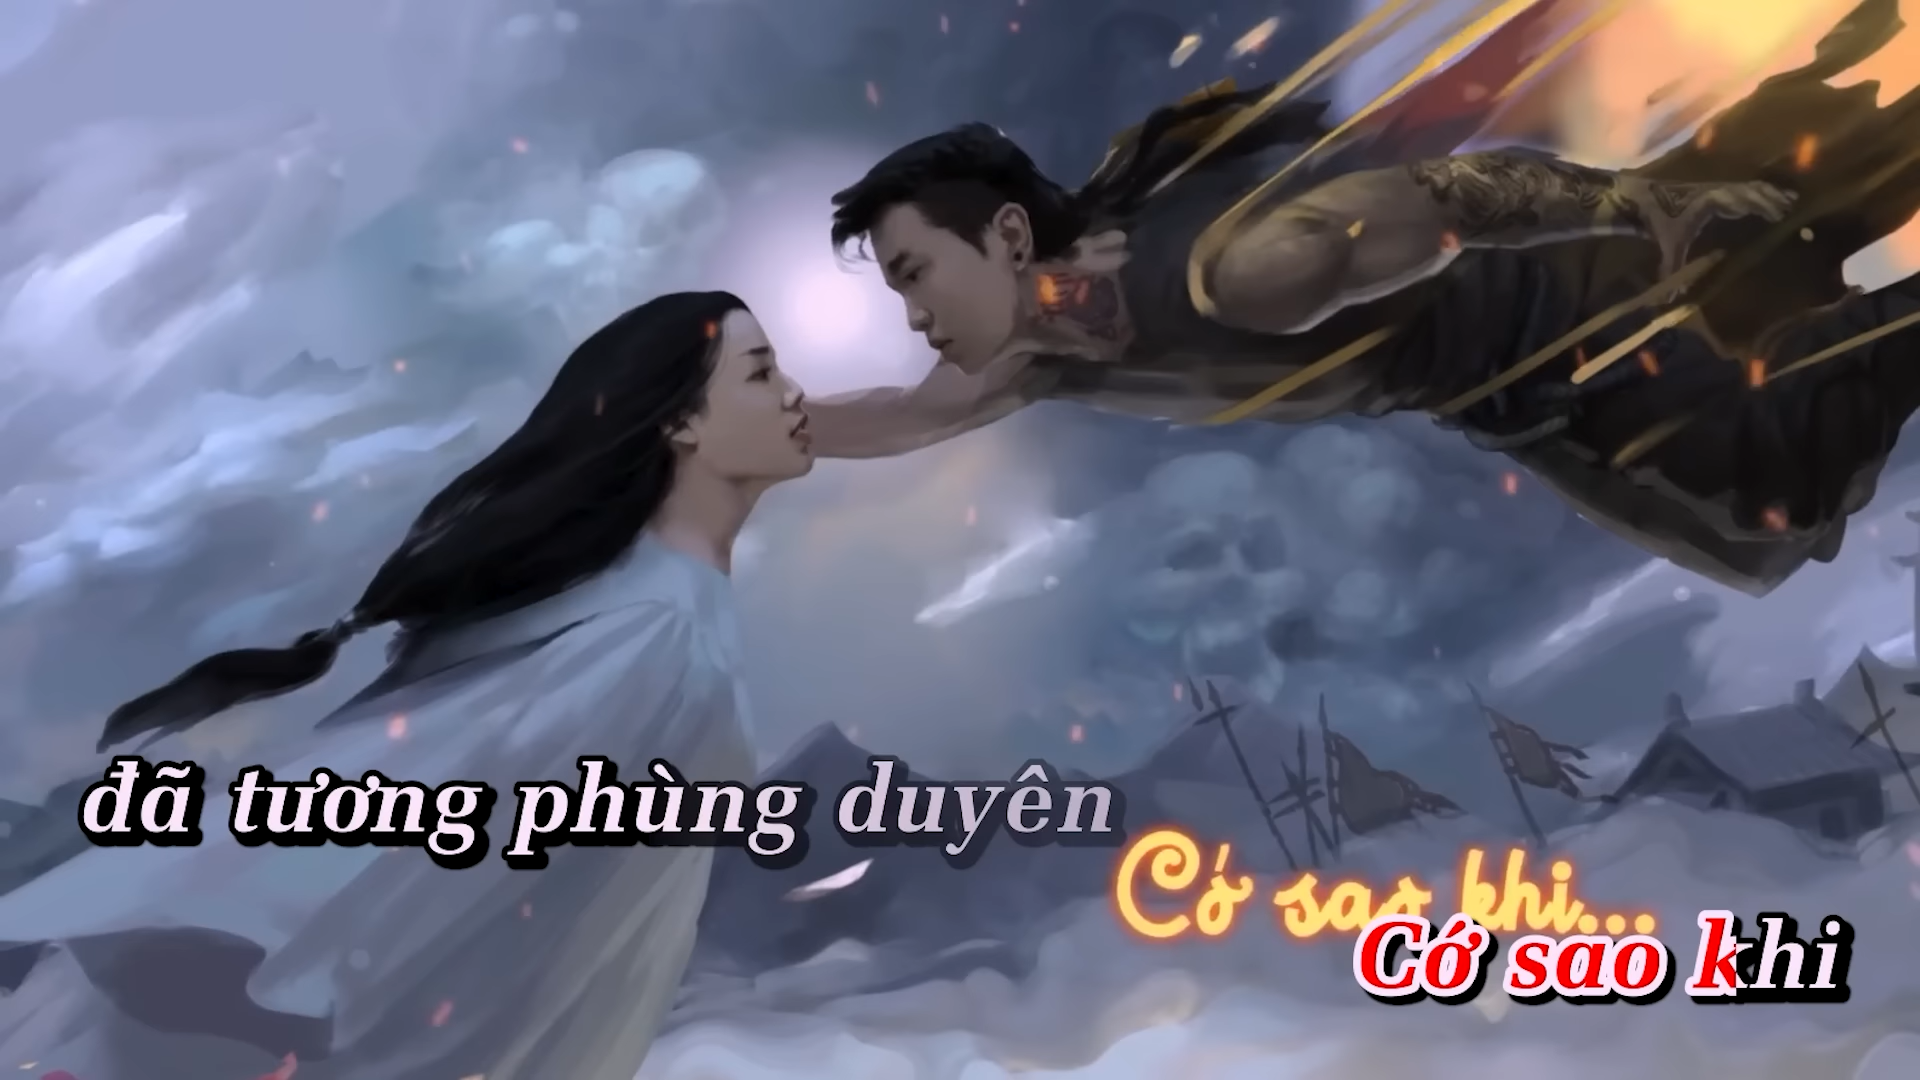 đã tương phùng duyên
Cớ sao khi...
Cớ sao khi